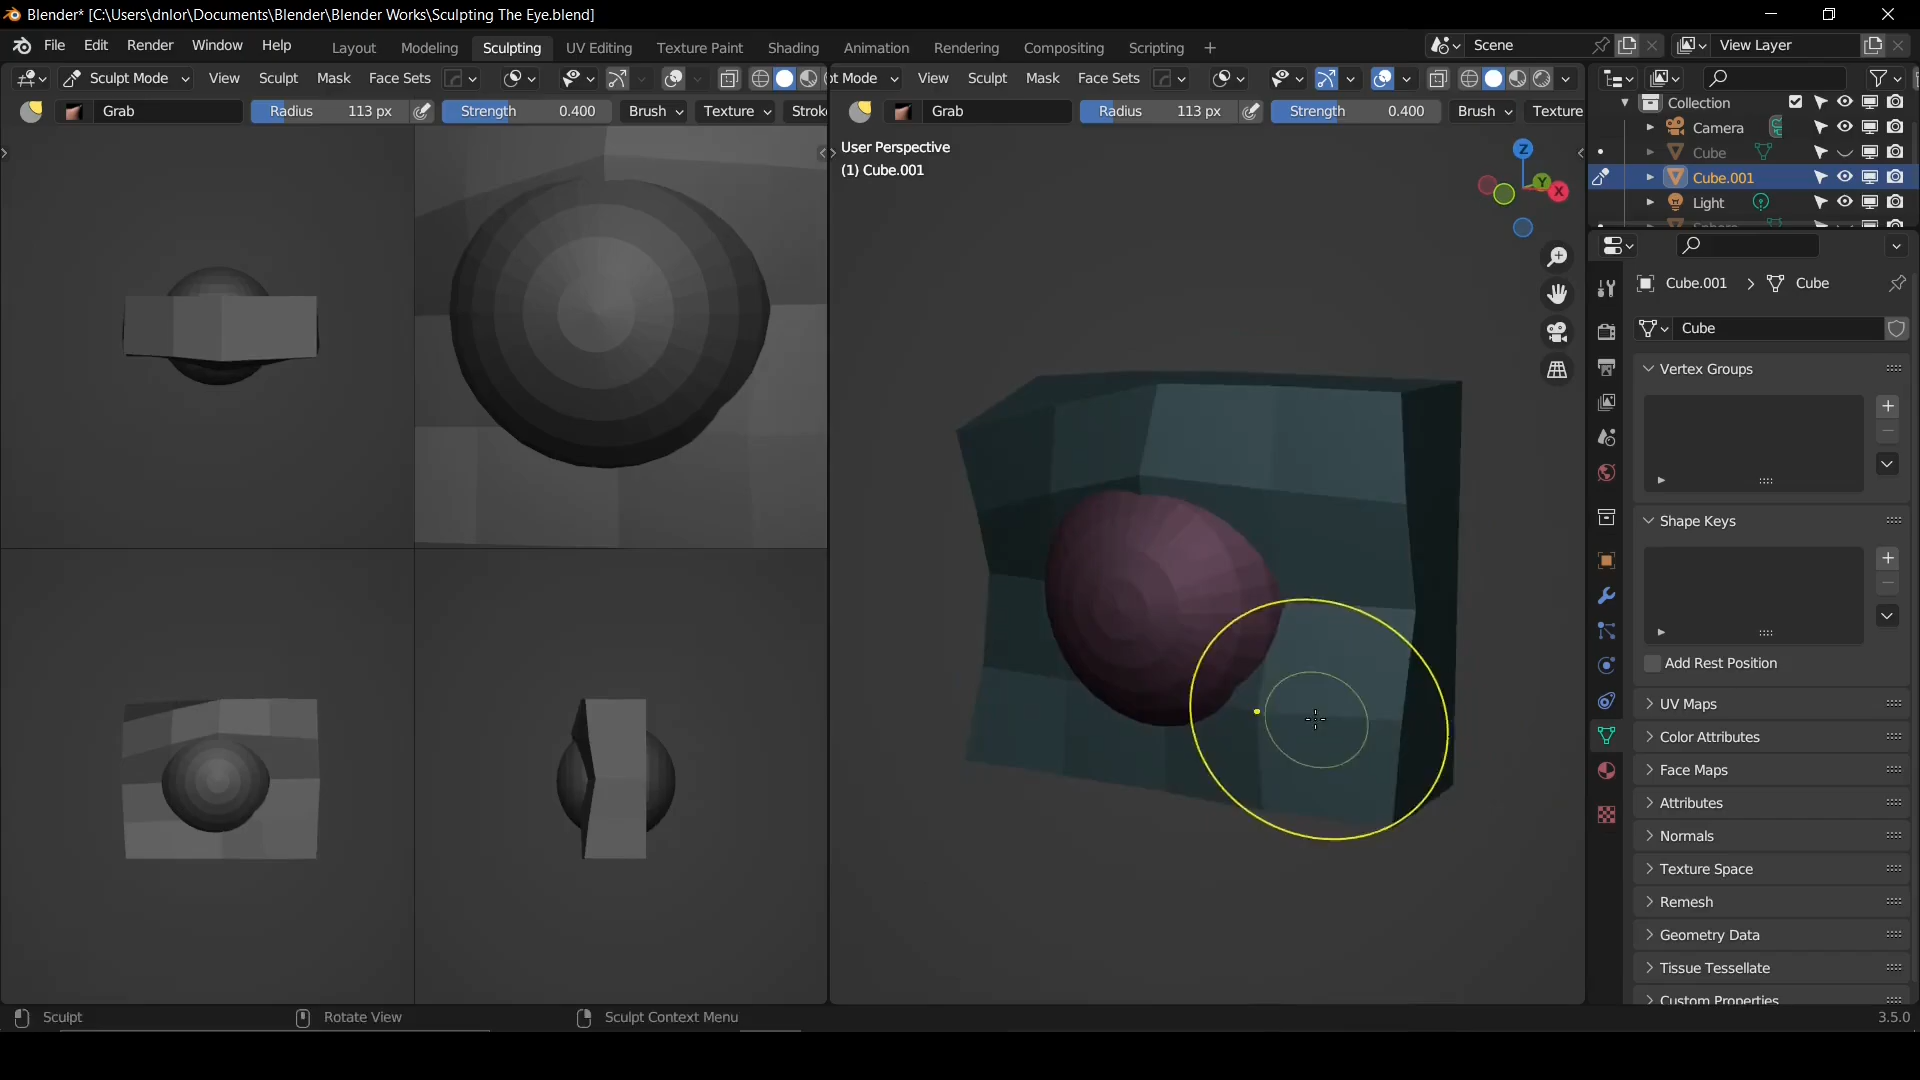 Blender* [C:\Users\dnlor\Documents\Blender\Blender Works\Sculpting The Eye.blend]
File Edit Render Window Help Layout Modeling Sculpting UV Editing Texture Paint Shading Animation Rendering Compositing Scripting + Scene View Layer
Sculpt Mode View Sculpt Mask Face Sets
t Mode View Sculpt Mask Face Sets
Grab Radius 113 px Strength 0.400 Brush Texture Strok
Grab Radius 113 px Strength 0.400 Brush Texture
User Perspective
(1) Cube.001
Z
Y
X
Collection
Camera
Cube
Cube.001
Light
Cube.001 > Cube
Cube
Vertex Groups
Shape Keys
Add Rest Position
UV Maps
Color Attributes
Face Maps
Attributes
Normals
Texture Space
Remesh
Geometry Data
Tissue Tessellate
Custom Properties
Sculpt Rotate View Sculpt Context Menu 3.5.0